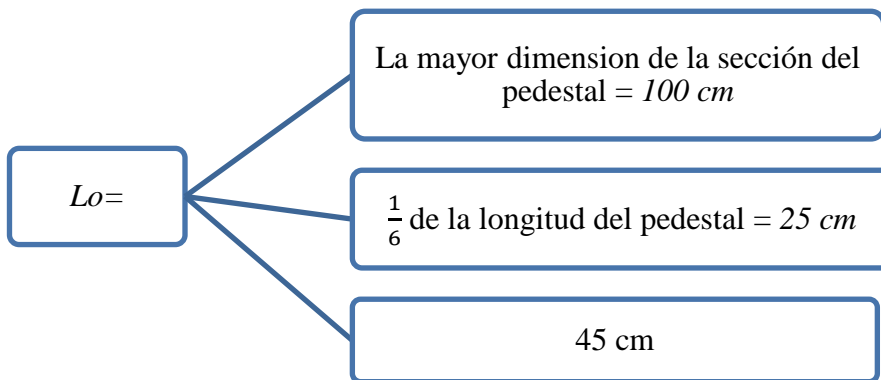 La mayor dimension de la sección del
pedestal = 100 cm
Lo=
1/6 de la longitud del pedestal = 25 cm
45 cm